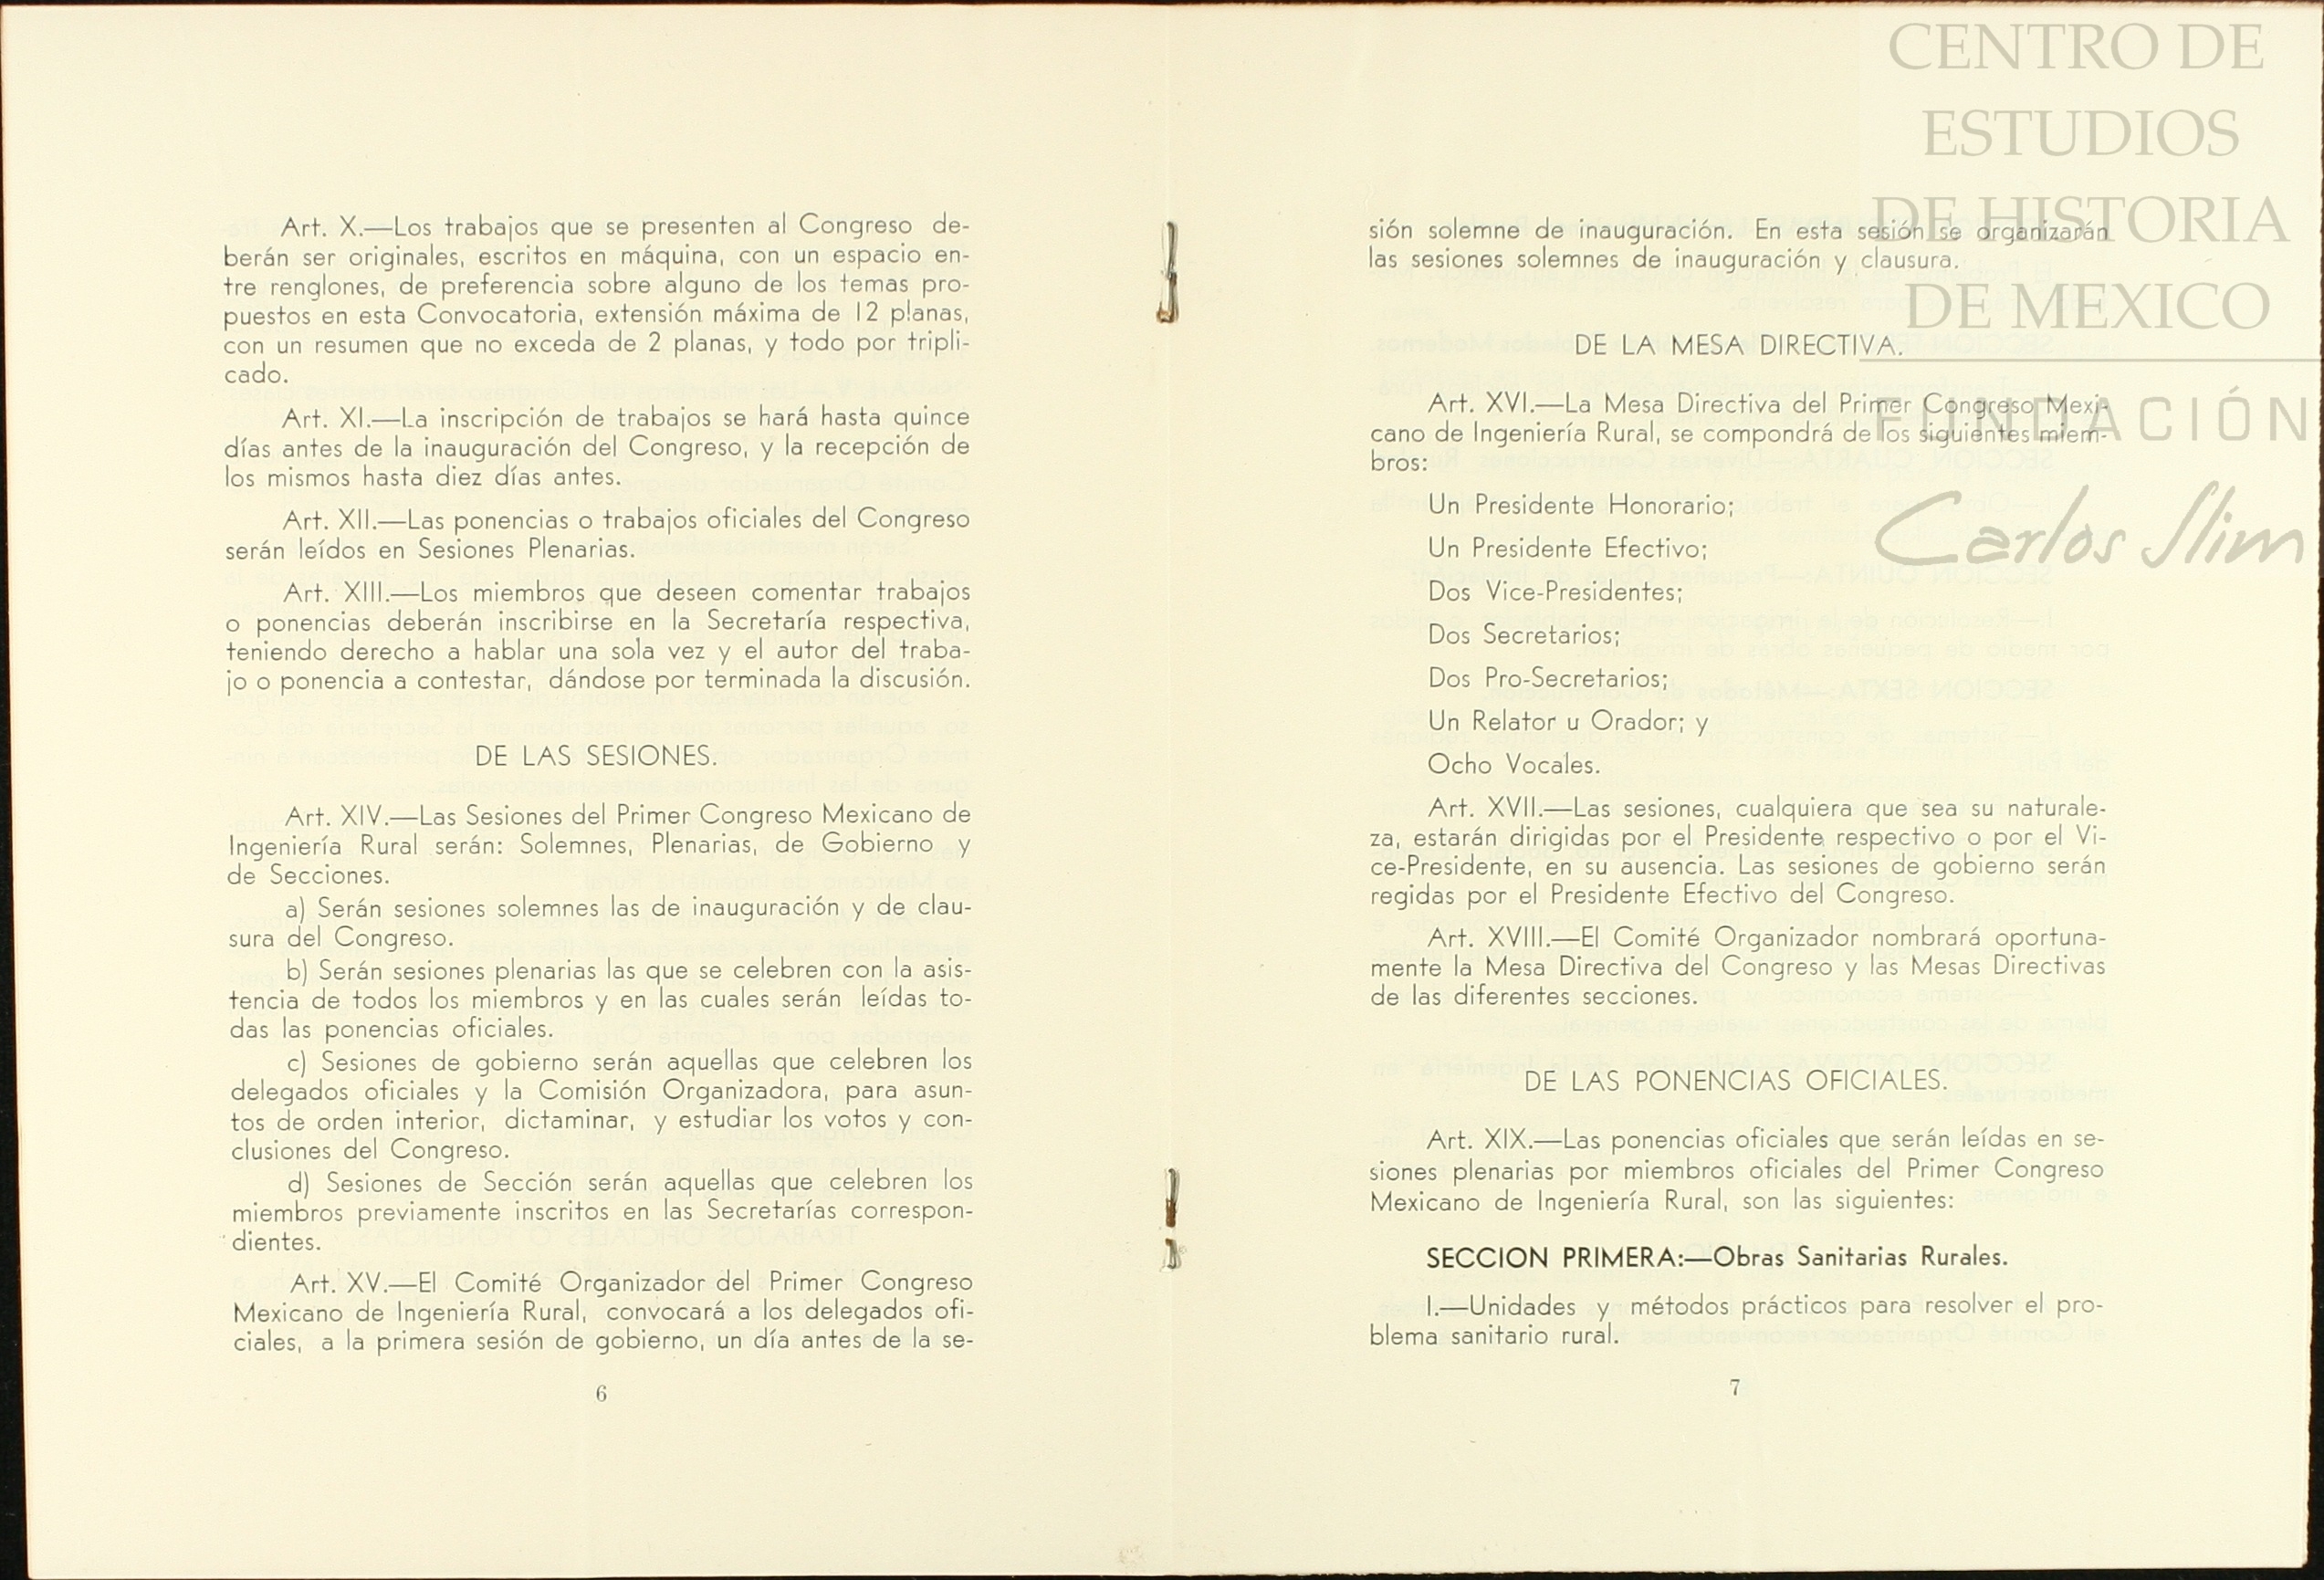 Art. X.—Los trabajos que se presenten al Congreso de-
berán ser originales, escritos en máquina, con un espacio en-
tre renglones, de preferencia sobre alguno de los temas pro-
puestos en esta Convocatoria, extensión máxima de 12 planas,
con un resumen que no exceda de 2 planas, y todo por tripli-
cado.
Art. XI.—La inscripción de trabajos se hará hasta quince
días antes de la inauguración del Congreso, y la recepción de
los mismos hasta diez días antes.
Art. XII.—Las ponencias o trabajos oficiales del Congreso
serán leídos en Sesiones Plenarias.
Art. XIII.—Los miembros que deseen comentar trabajos
o ponencias deberán inscribirse en la Secretaría respectiva,
teniendo derecho a hablar una sola vez y el autor del traba-
jo o ponencia a contestar, dándose por terminada la discusión.
DE LAS SESIONES.
Art. XIV.—Las Sesiones del Primer Congreso Mexicano de
Ingeniería Rural serán: Solemnes, Plenarias, de Gobierno y
de Secciones.
a) Serán sesiones solemnes las de inauguración y de clau-
sura del Congreso.
b) Serán sesiones plenarias las que se celebren con la asis-
tencia de todos los miembros y en las cuales serán leídas to-
das las ponencias oficiales.
c) Sesiones de gobierno serán aquellas que celebren los
delegados oficiales y la Comisión Organizadora, para asun-
tos de orden interior, dictaminar, y estudiar los votos y con-
clusiones del Congreso.
d) Sesiones de Sección serán aquellas que celebren los
miembros previamente inscritos en las Secretarías correspon-
dientes.
Art. XV.—El Comité Organizador del Primer Congreso
Mexicano de Ingeniería Rural, convocará a los delegados ofi-
ciales, a la primera sesión de gobierno, un día antes de la se-
6
sión solemne de inauguración. En esta sesión se organizarán
las sesiones solemnes de inauguración y clausura.
DE LA MESA DIRECTIVA.
Art. XVI.—La Mesa Directiva del Primer Congreso Mexi-
cano de Ingeniería Rural, se compondrá de los siguientes miem-
bros:
Un Presidente Honorario;
Un Presidente Efectivo;
Dos Vice-Presidentes;
Dos Secretarios;
Dos Pro-Secretarios;
Un Relator u Orador; y
Ocho Vocales.
Art. XVII.—Las sesiones, cualquiera que sea su naturale-
za, estarán dirigidas por el Presidente respectivo o por el Vi-
ce-Presidente, en su ausencia. Las sesiones de gobierno serán
regidas por el Presidente Efectivo del Congreso.
Art. XVIII.—El Comité Organizador nombrará oportuna-
mente la Mesa Directiva del Congreso y las Mesas Directivas
de las diferentes secciones.
DE LAS PONENCIAS OFICIALES.
Art. XIX.—Las ponencias oficiales que serán leídas en se-
siones plenarias por miembros oficiales del Primer Congreso
Mexicano de Ingeniería Rural, son las siguientes:
SECCION PRIMERA:—Obras Sanitarias Rurales.
I.—Unidades y métodos prácticos para resolver el pro-
blema sanitario rural.
7
CENTRO DE
ESTUDIOS
DE HISTORIA
DE MEXICO
FUNDACIÓN
Carlos Slim